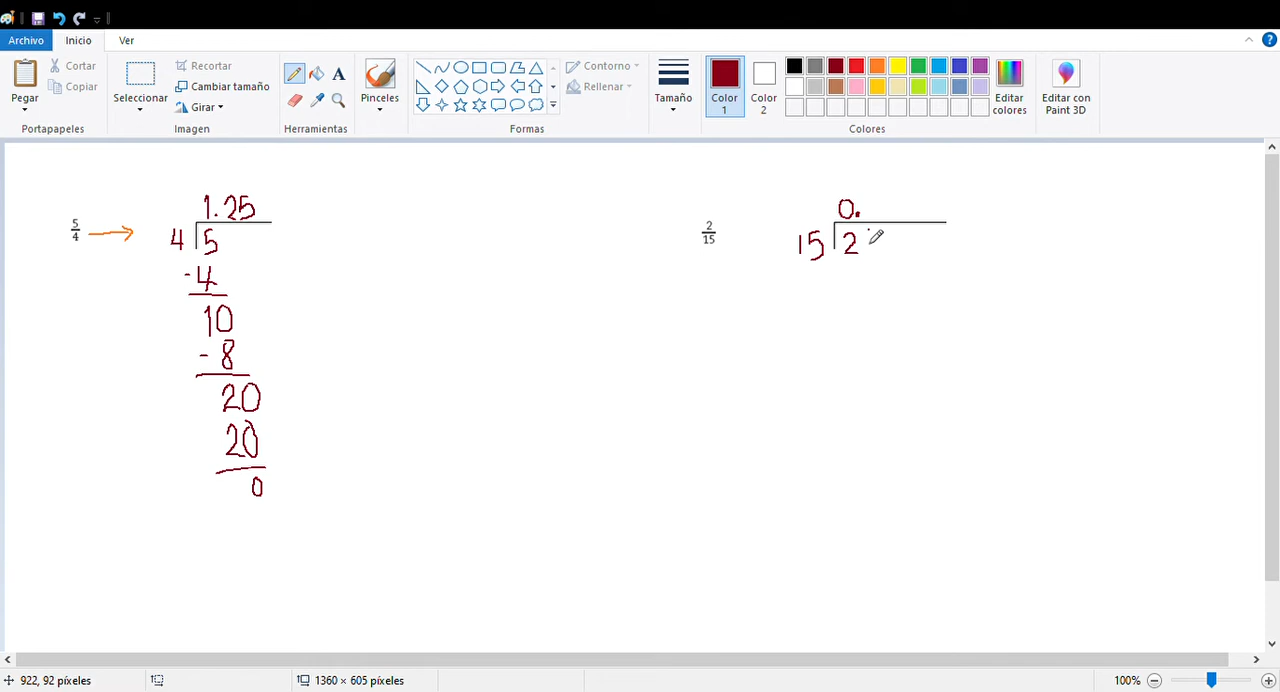 Archivo Inicio Ver
Pegar
Cortar
Copiar
Portapapeles
Seleccionar
Recortar
Cambiar tamaño
Girar
Imagen
A
Herramientas
Pinceles
Contorno
Rellenar
Formas
Tamaño
Color 1
Color 2
Editar colores
Colores
Editar con Paint 3D
5
4
1.25
4 5
-4
10
-8
20
20
0
2
15
0.
15 2
922, 92 píxeles
1360 × 605 píxeles
100%